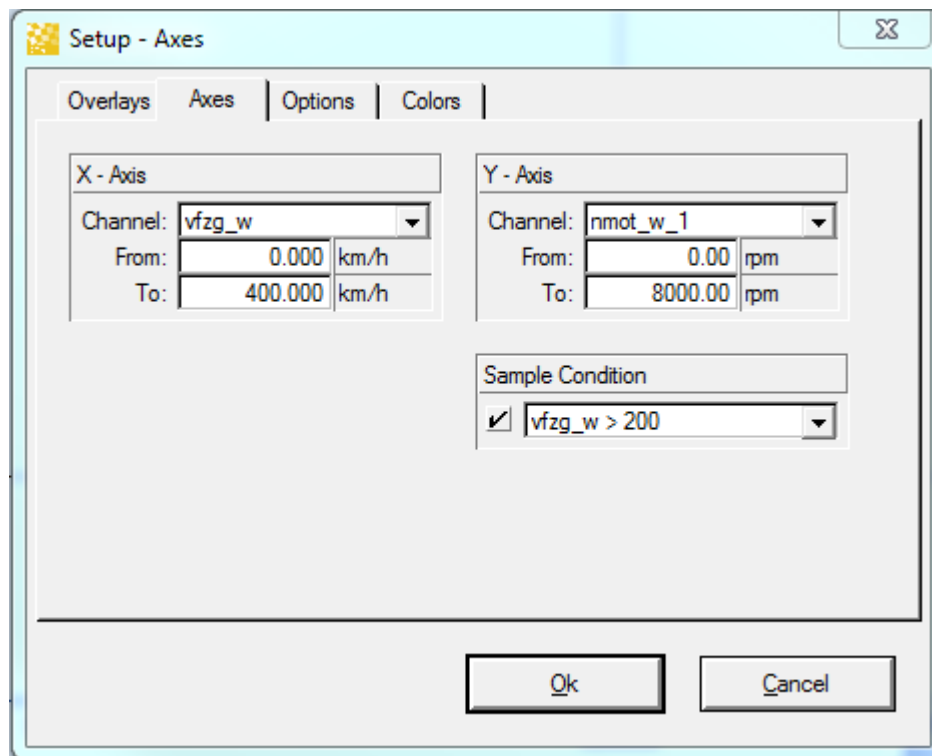 Setup - Axes
Overlays Axes Options Colors
X - Axis
Channel: vfzg_w
From: 0.000 km/h
To: 400.000 km/h
Y - Axis
Channel: nmot_w_1
From: 0.00 rpm
To: 8000.00 rpm
Sample Condition
vfzg_w > 200
Ok Cancel